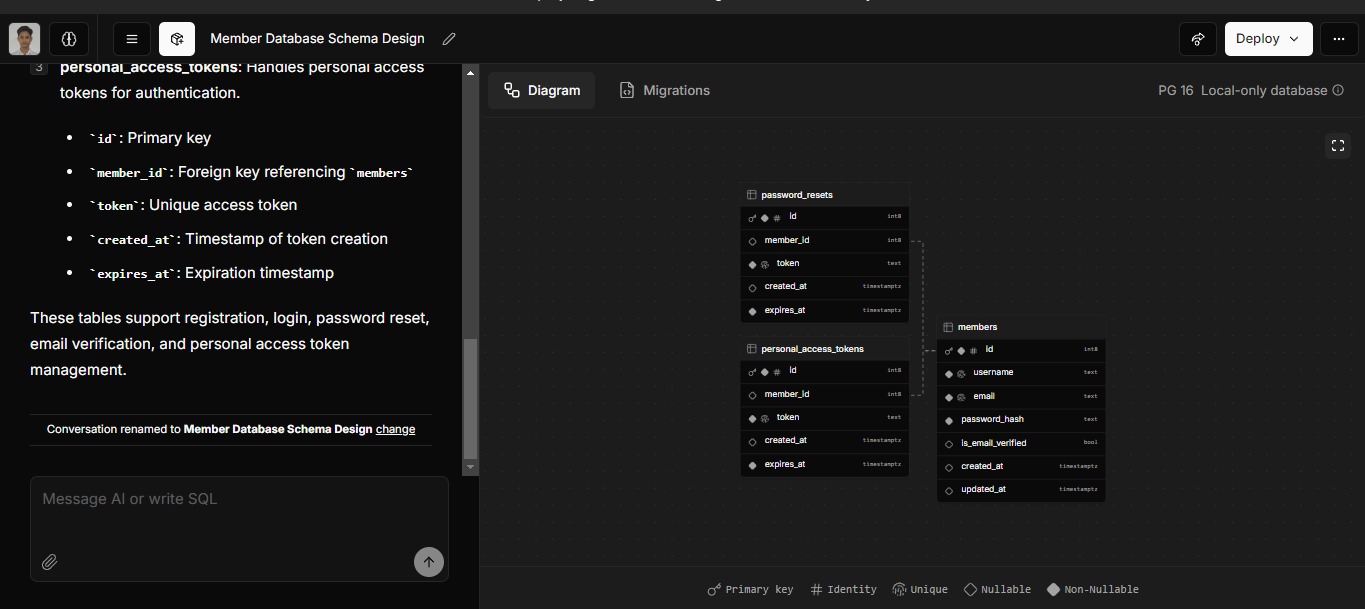 Member Database Schema Design
Deploy
3
personal_access_tokens: Handles personal access
tokens for authentication.
`id`: Primary key
`member_id`: Foreign key referencing `members`
`token`: Unique access token
`created_at`: Timestamp of token creation
`expires_at`: Expiration timestamp
These tables support registration, login, password reset,
email verification, and personal access token
management.
Conversation renamed to Member Database Schema Design change
Message AI or write SQL
Diagram
Migrations
PG 16 Local-only database
password_resets
id int8
member_id int8
token text
created_at timestamptz
expires_at timestamptz
personal_access_tokens
id int8
member_id int8
token text
created_at timestamptz
expires_at timestamptz
members
id int8
username text
email text
password_hash text
is_email_verified bool
created_at timestamptz
updated_at timestamptz
Primary key
Identity
Unique
Nullable
Non-Nullable